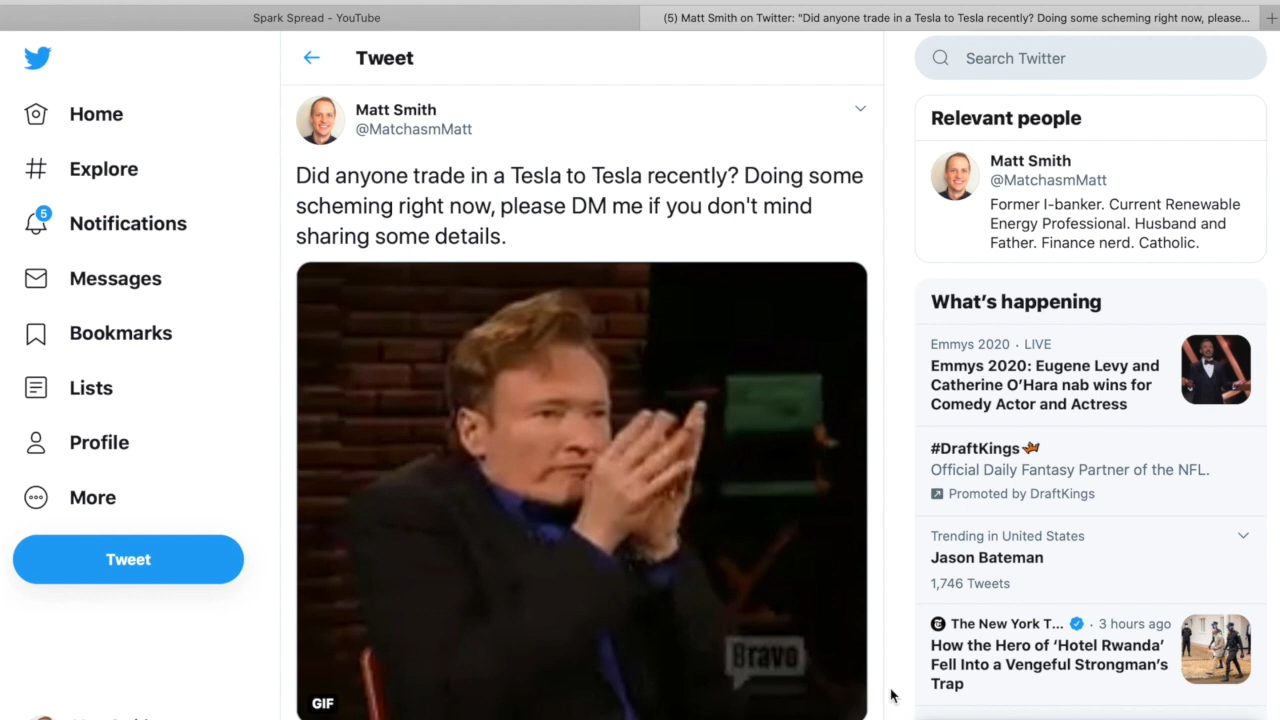 Spark Spread - YouTube
(5) Matt Smith on Twitter: "Did anyone trade in a Tesla to Tesla recently? Doing some scheming right now, please...
Home
Explore
5
Notifications
Messages
Bookmarks
Lists
Profile
More
Tweet
Tweet
Matt Smith
@MatchasmMatt
Did anyone trade in a Tesla to Tesla recently? Doing some
scheming right now, please DM me if you don't mind
sharing some details.
Bravo
GIF
Search Twitter
Relevant people
Matt Smith
@MatchasmMatt
Former I-banker. Current Renewable
Energy Professional. Husband and
Father. Finance nerd. Catholic.
What's happening
Emmys 2020 · LIVE
Emmys 2020: Eugene Levy and
Catherine O'Hara nab wins for
Comedy Actor and Actress
#DraftKings
Official Daily Fantasy Partner of the NFL.
Promoted by DraftKings
Trending in United States
Jason Bateman
1,746 Tweets
The New York T... · 3 hours ago
How the Hero of 'Hotel Rwanda'
Fell Into a Vengeful Strongman's
Trap